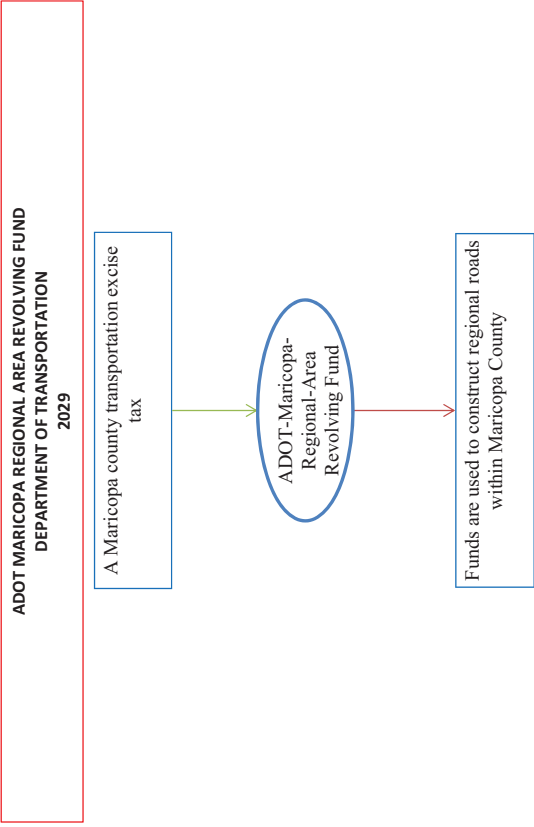 ADOT MARICOPA REGIONAL AREA REVOLVING FUND
DEPARTMENT OF TRANSPORTATION
2029
A Maricopa county transportation excise
tax
ADOT-Maricopa-
Regional-Area
Revolving Fund
Funds are used to construct regional roads
within Maricopa County